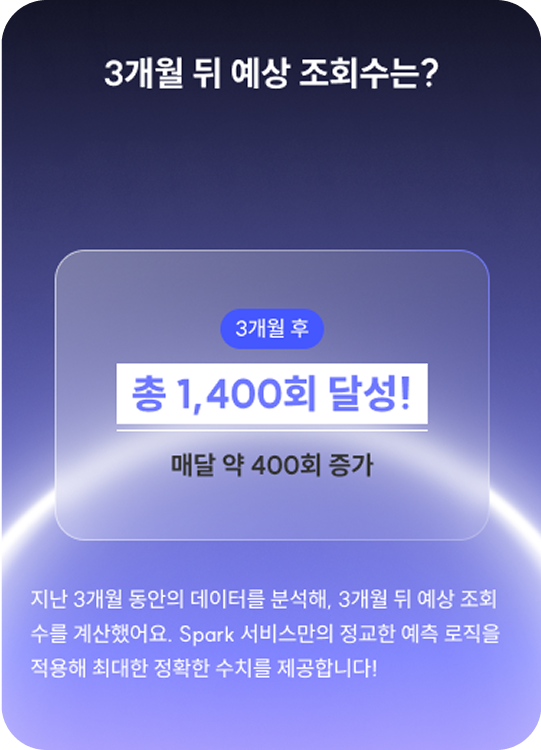 3개월 뒤 예상 조회수는?
3개월 후
총 1,400회 달성!
매달 약 400회 증가
지난 3개월 동안의 데이터를 분석해, 3개월 뒤 예상 조회
수를 계산했어요. Spark 서비스만의 정교한 예측 로직을
적용해 최대한 정확한 수치를 제공합니다!